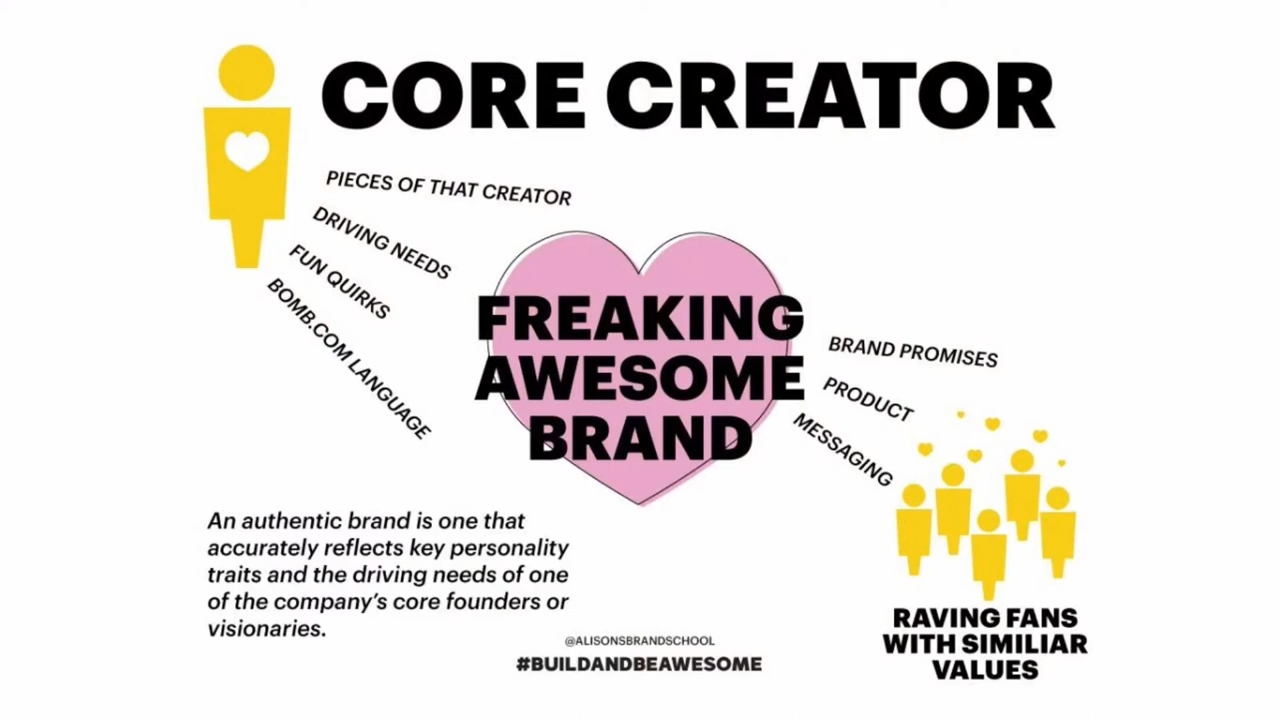 CORE CREATOR
PIECES OF THAT CREATOR
DRIVING NEEDS
FUN QUIRKS
BOMB.COM LANGUAGE
FREAKING
AWESOME
BRAND
BRAND PROMISES
PRODUCT
MESSAGING
An authentic brand is one that
accurately reflects key personality
traits and the driving needs of one
of the company's core founders or
visionaries.
@ALISONSBRANDSCHOOL
#BUILDANDBEAWESOME
RAVING FANS
WITH SIMILIAR
VALUES